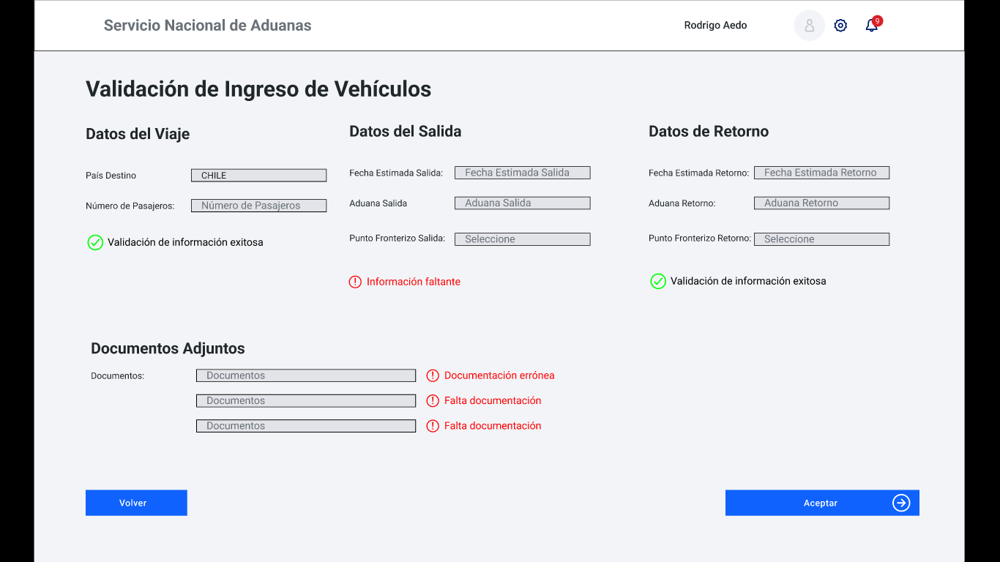 Servicio Nacional de Aduanas
Rodrigo Aedo
9
Validación de Ingreso de Vehículos
Datos del Viaje
País Destino
CHILE
Número de Pasajeros:
Número de Pasajeros
Validación de información exitosa
Datos del Salida
Fecha Estimada Salida:
Fecha Estimada Salida
Aduana Salida
Aduana Salida
Punto Fronterizo Salida:
Seleccione
Información faltante
Datos de Retorno
Fecha Estimada Retorno:
Fecha Estimada Retorno
Aduana Retorno:
Aduana Retorno
Punto Fronterizo Retorno:
Seleccione
Validación de información exitosa
Documentos Adjuntos
Documentos:
Documentos
Documentación errónea
Documentos
Falta documentación
Documentos
Falta documentación
Volver
Aceptar